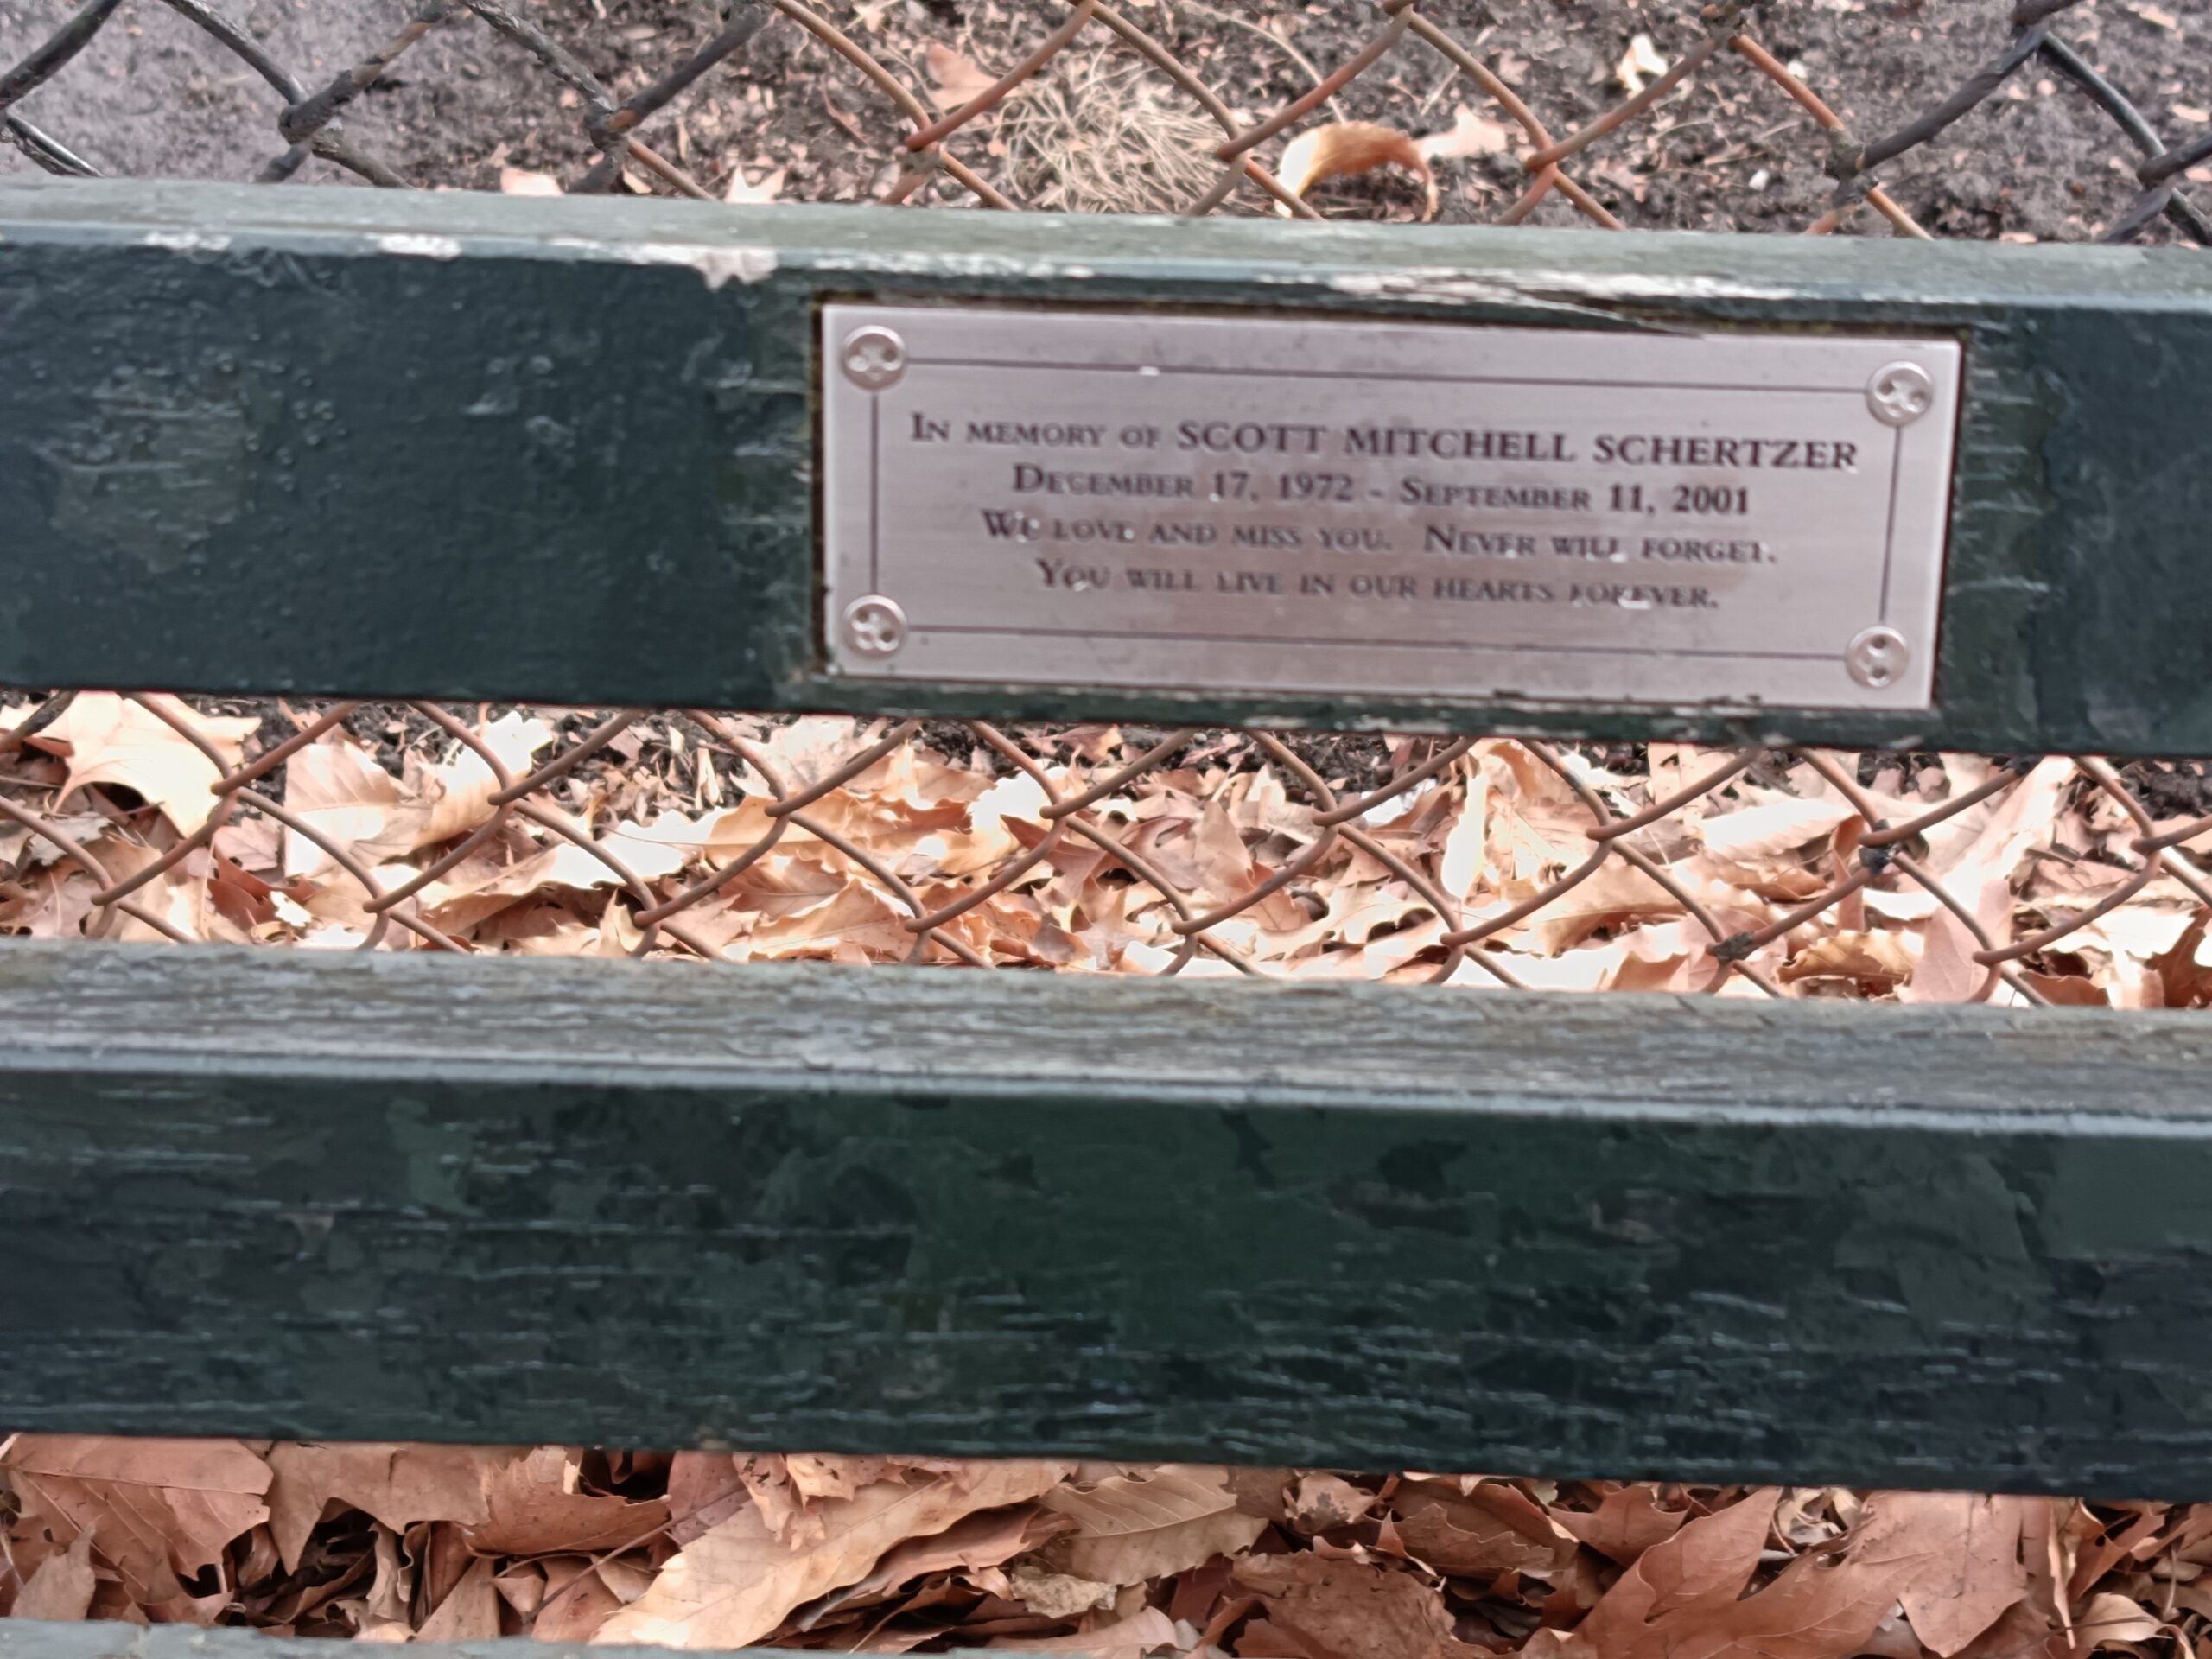 In memory of SCOTT MITCHELL SCHERTZER
December 17, 1972 - September 11, 2001
We love and miss you. Never will forget.
You will live in our hearts forever.